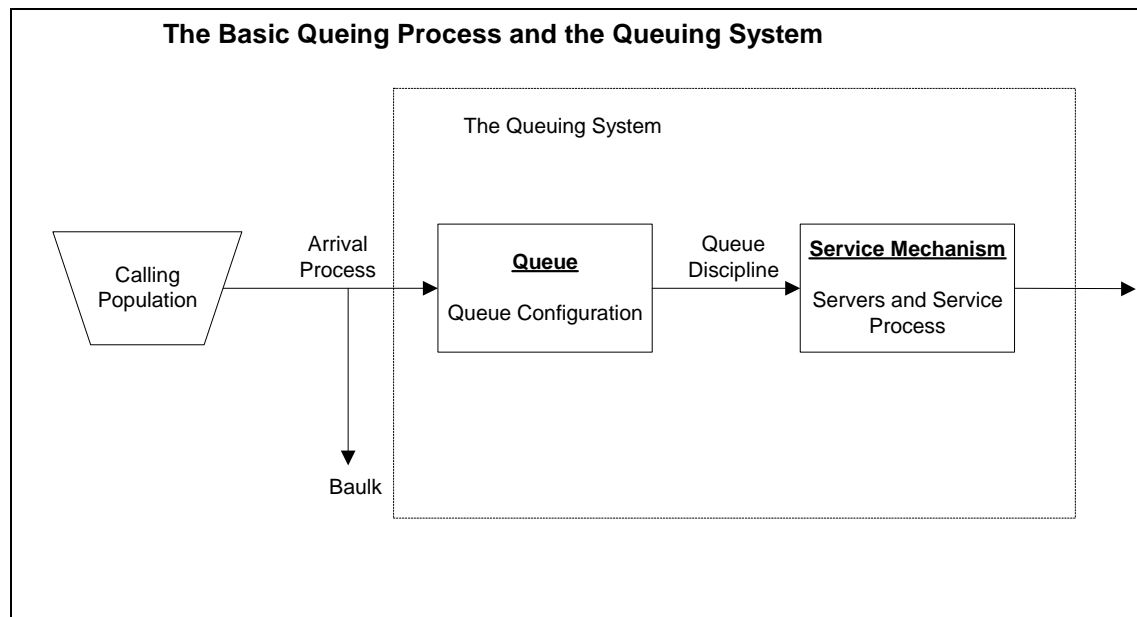 The Basic Queing Process and the Queuing System
The Queuing System
Calling
Population
Arrival
Process
Baulk
Queue
Queue Configuration
Queue
Discipline
Service Mechanism
Servers and Service
Process